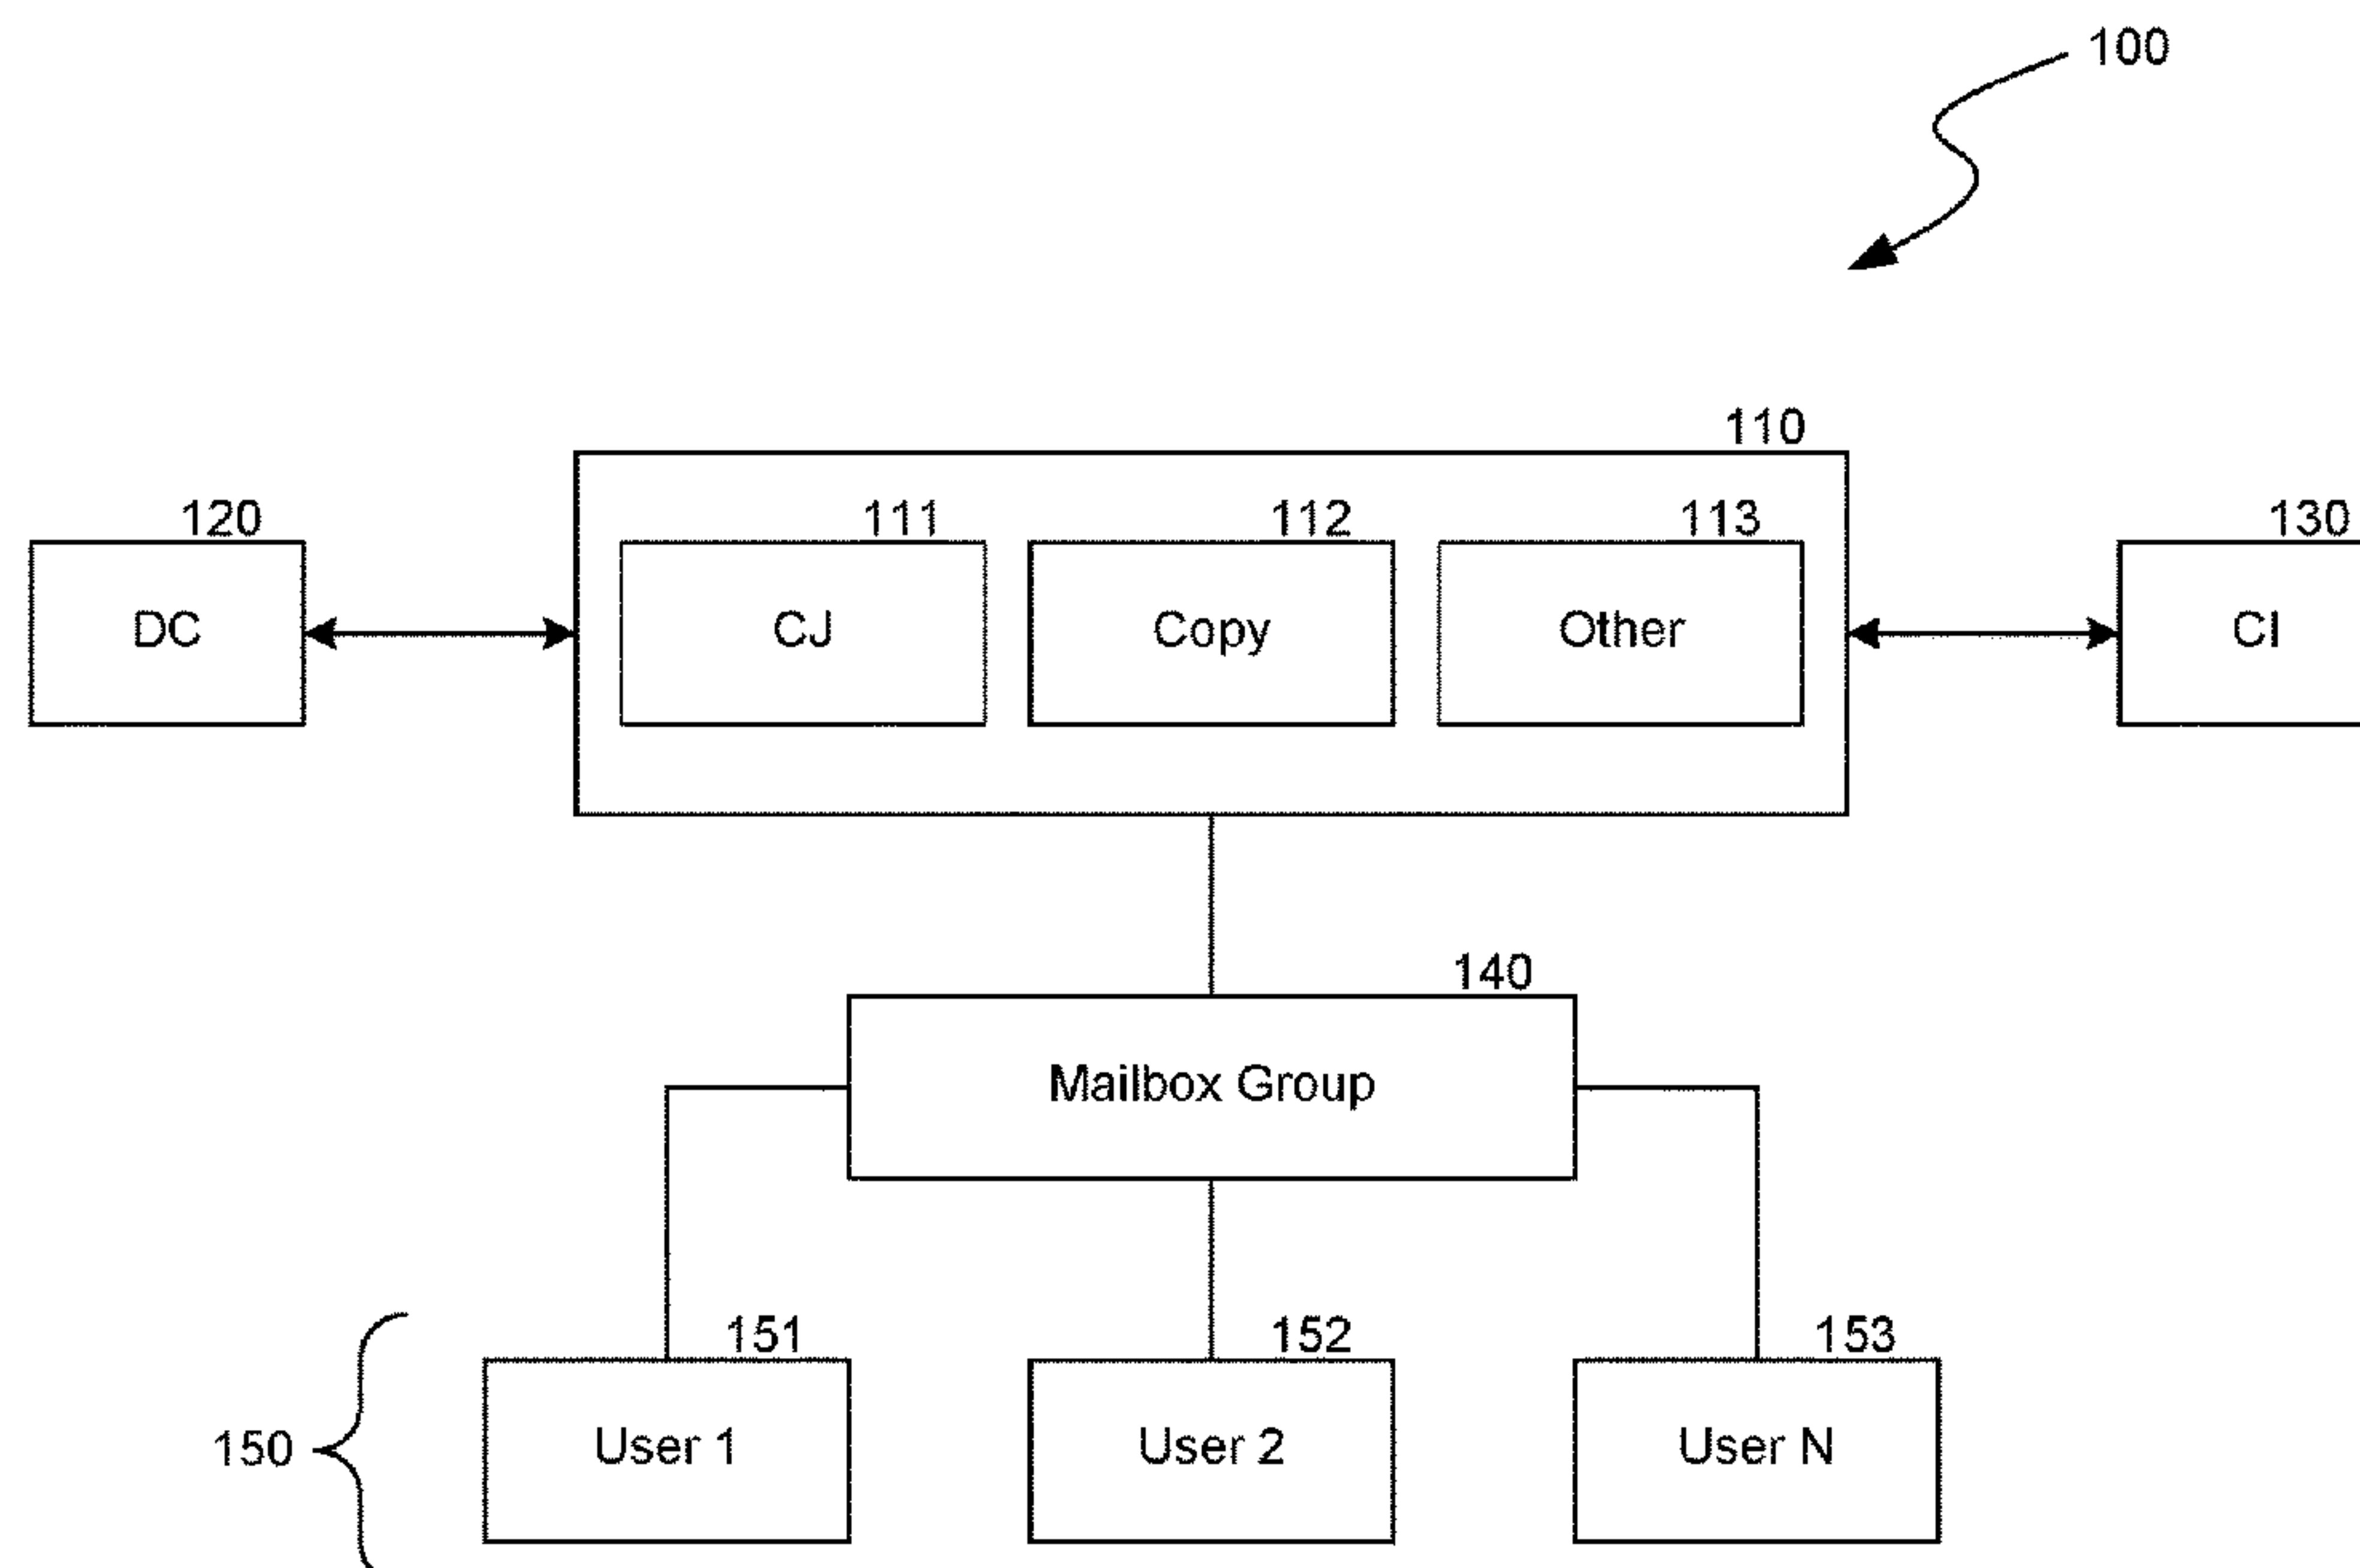 100
110
120
111
112
113
130
DC
CJ
Copy
Other
CI
140
Mailbox Group
151
152
153
150
User 1
User 2
User N